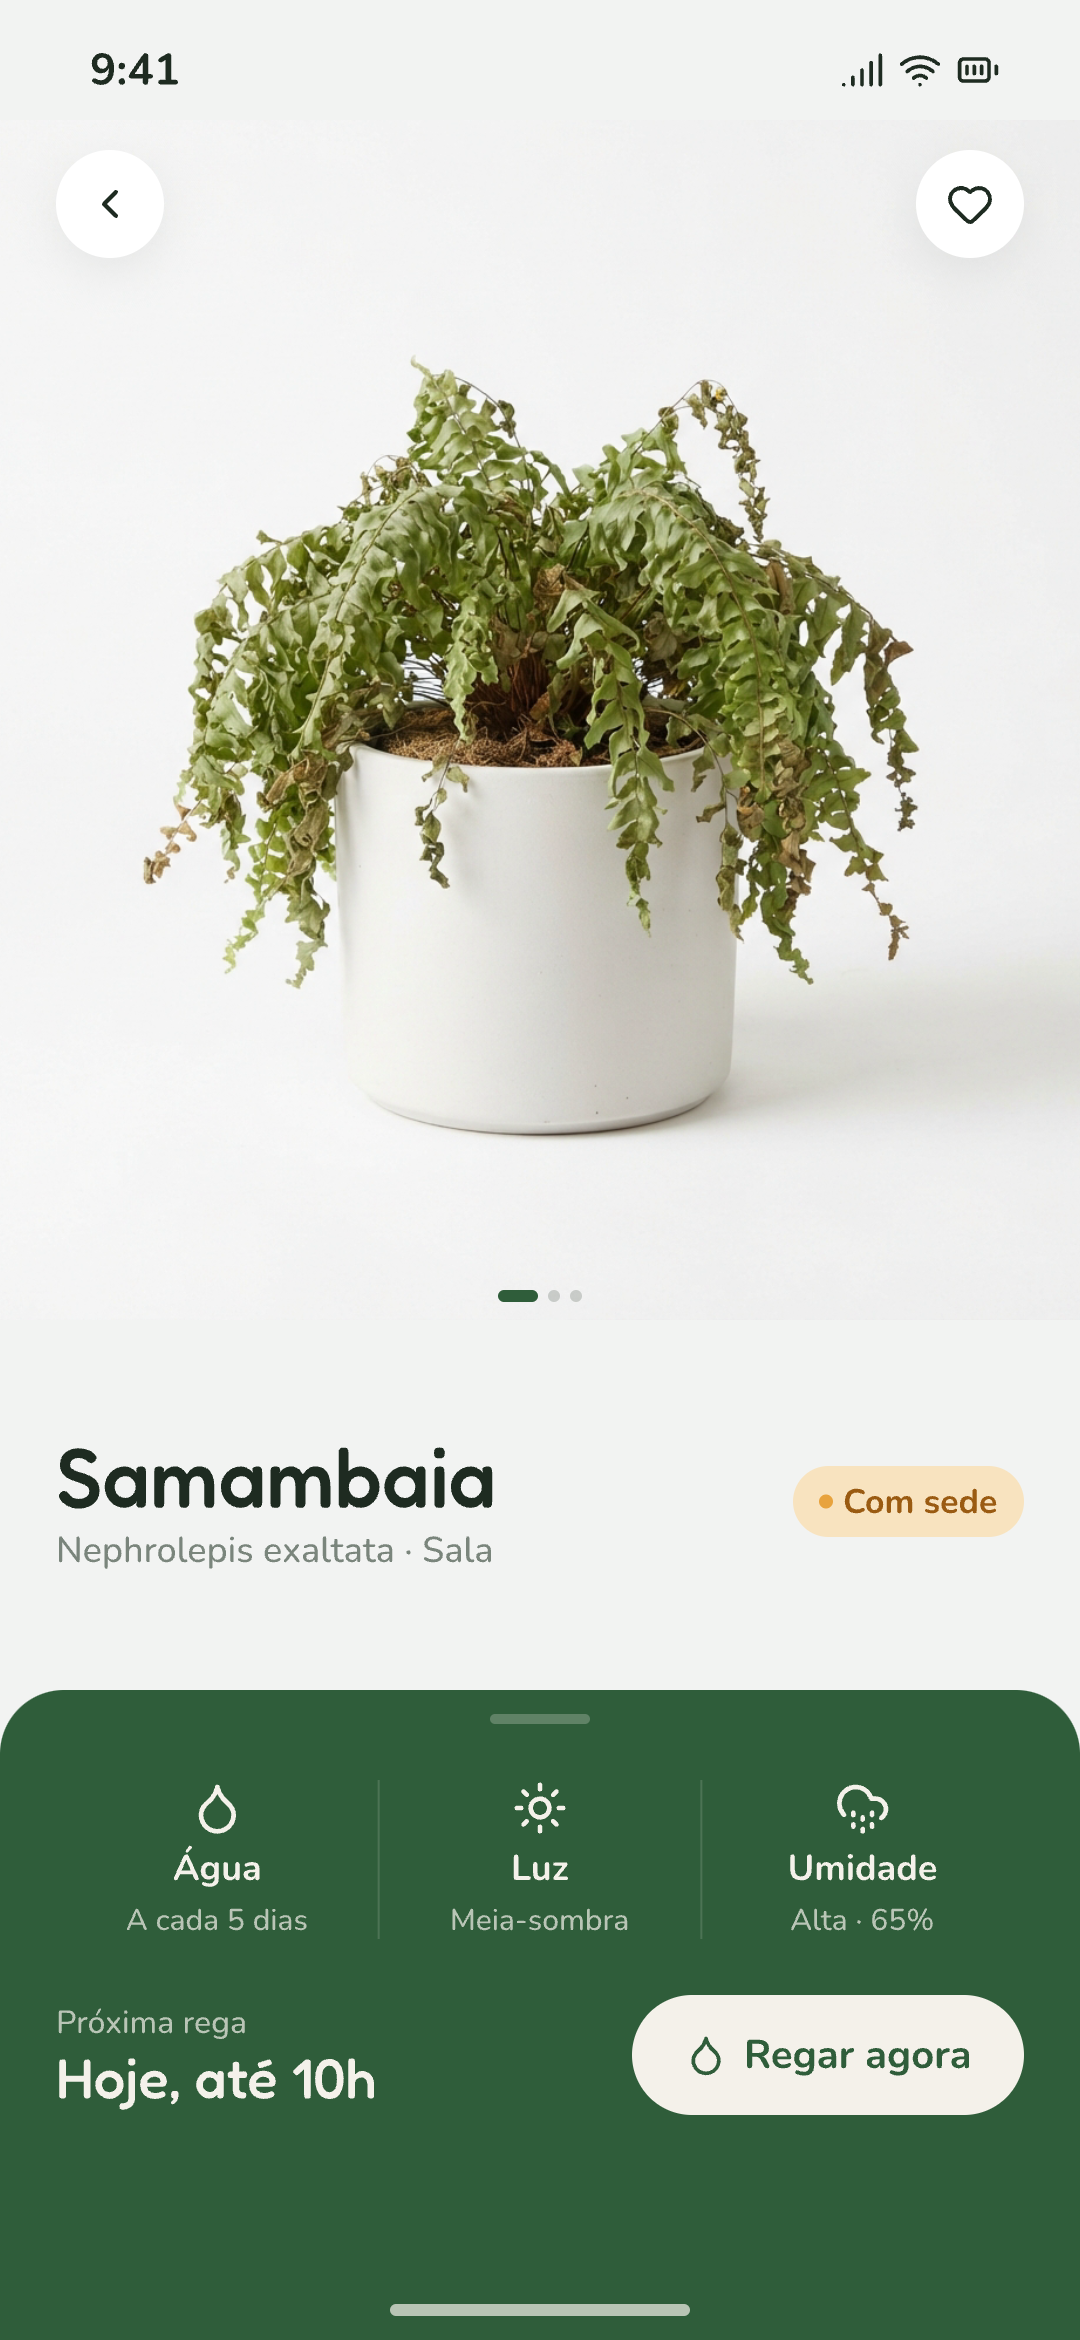 9:41
Samambaia
Com sede
Nephrolepis exaltata · Sala
Água
Luz
Umidade
A cada 5 dias
Meia-sombra
Alta · 65%
Próxima rega
Hoje, até 10h
Regar agora